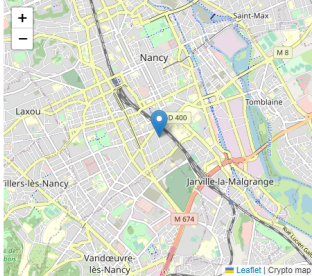 +
−
Saint-Max
Nancy
M 8
Tomblaine
Laxou
D 400
illers-lès-Nancy
Jarville-la-Malgrange
M 674
Vandœuvre-
lès-Nancy
Leaflet | Crypto map